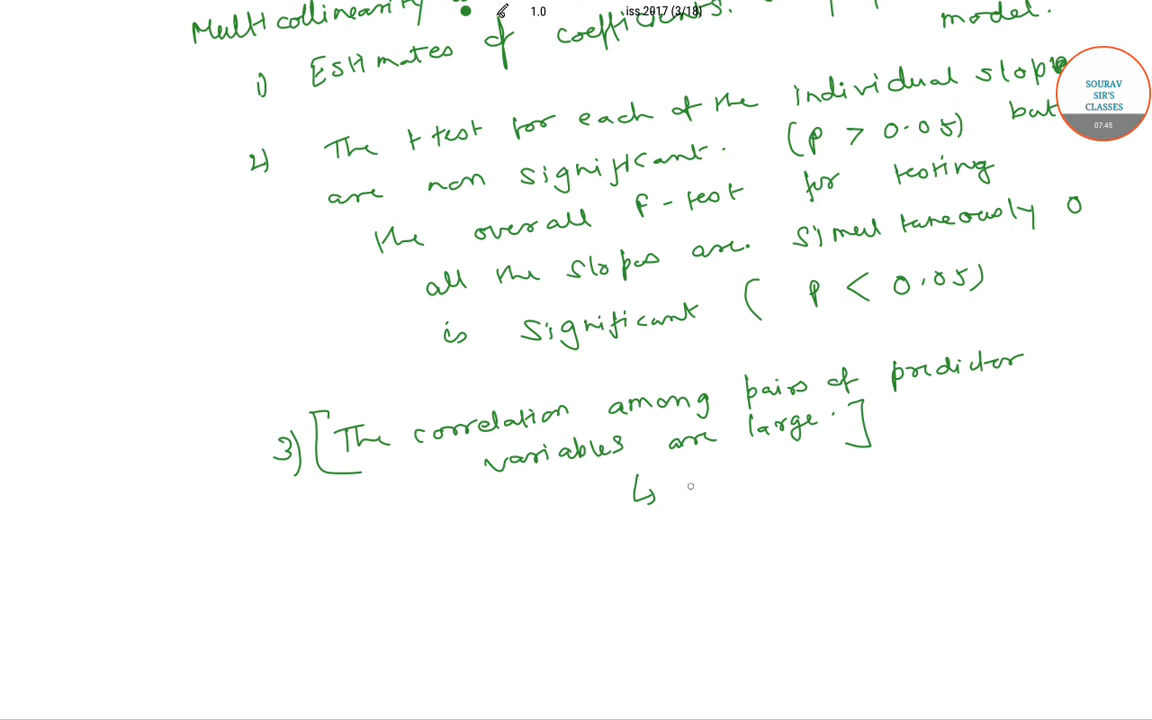 Multicollinearity
1.0
iss 2017 (3/18)
model.
1) Estimates of coefficients.
SOURAV
SIR'S
CLASSES
07:45
2) The t test for each of the individual slope
are non significant. (p > 0.05) but
the overall F-test for testing
all the slopes are simultaneously 0
is significant (p < 0.05)
3) [The correlation among pairs of predictor
variables are large.]
↳